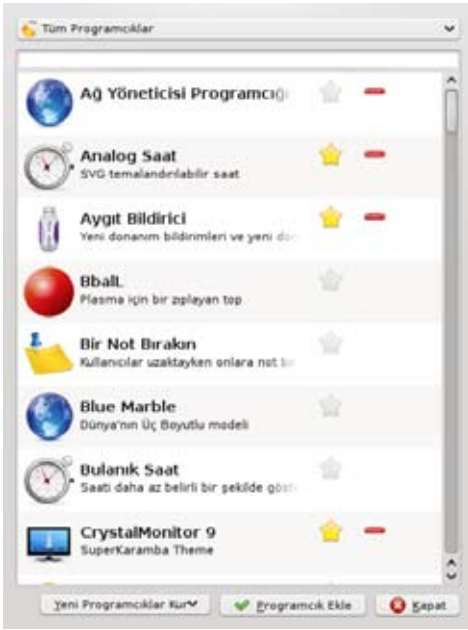 Tüm Programcıklar
Ağ Yöneticisi Programcığı
Analog Saat
SVG temalandırılabilir saat
Aygıt Bildirici
Yeni donanım bildirimleri ve yeni
BballL
Plasma için bir zıplayan top
Bir Not Bırakın
Kullanıcılar uzaktayken onlara not
Blue Marble
Dünya'nın Üç Boyutlu modeli
Bulanık Saat
Saati daha az belirli bir şekilde
CrystalMonitor 9
SuperKaramba Theme
Yeni Programcıklar Kur
Programcık Ekle
Kapat